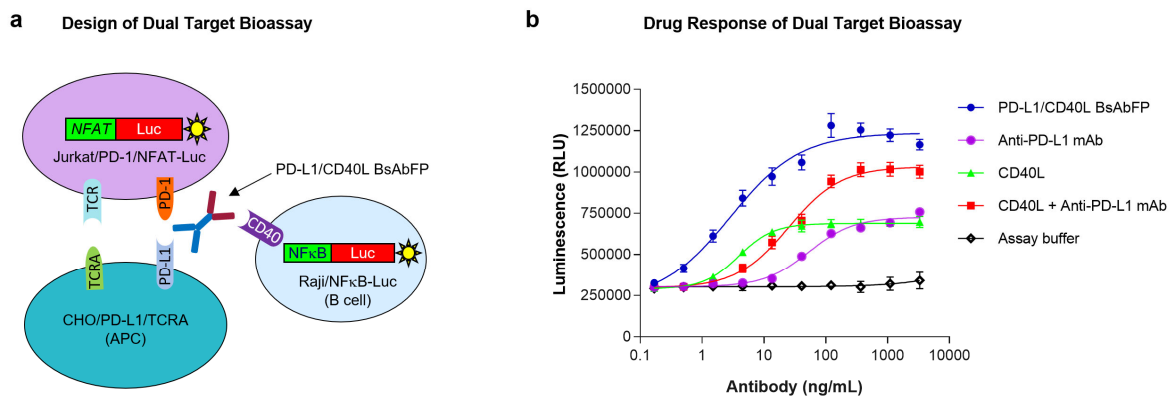 a
Design of Dual Target Bioassay
NFAT
Luc
Jurkat/PD-1/NFAT-Luc
TCR
PD-1
PD-L1/CD40L BsAbFP
CD40
TCRA
PD-L1
NFκB
Luc
Raji/NFκB-Luc
(B cell)
CHO/PD-L1/TCRA
(APC)
b
Drug Response of Dual Target Bioassay
Luminescence (RLU)
1500000
1250000
1000000
750000
500000
250000
0
0.1
1
10
100
1000
10000
Antibody (ng/mL)
PD-L1/CD40L BsAbFP
Anti-PD-L1 mAb
CD40L
CD40L + Anti-PD-L1 mAb
Assay buffer